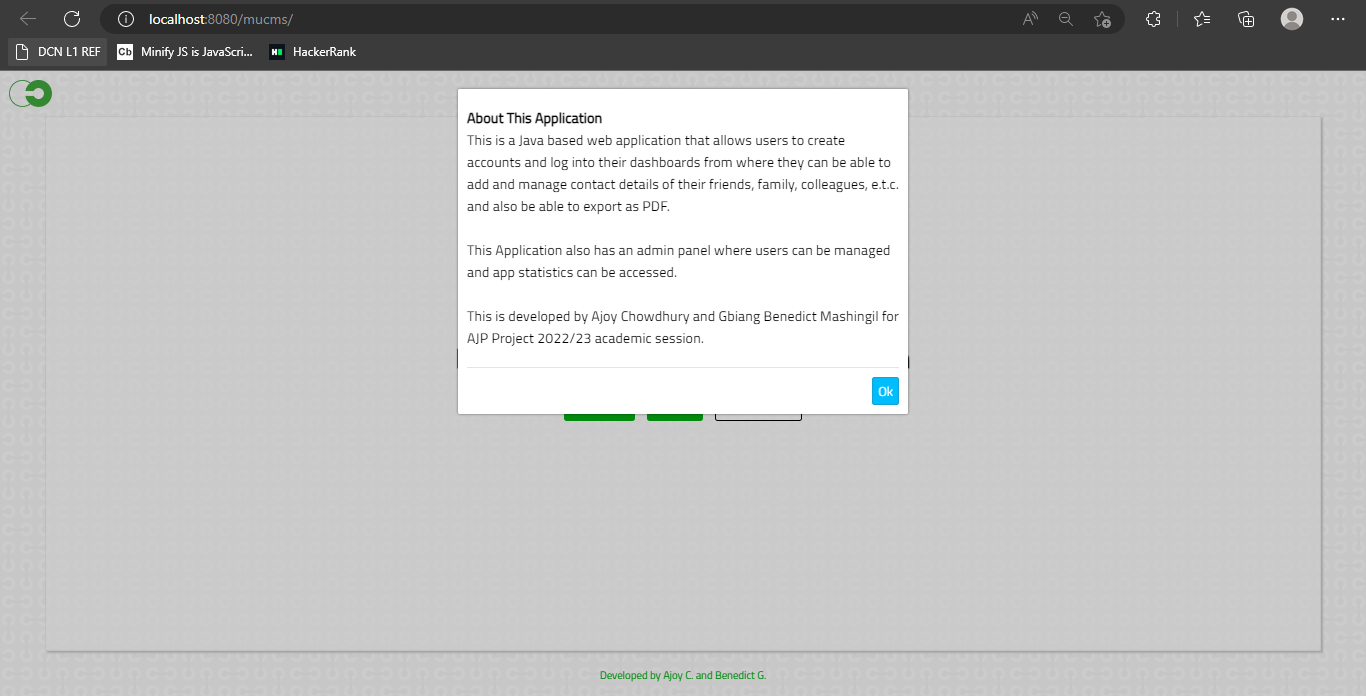 localhost:8080/mucms/
DCN L1 REF
Cb
Minify JS is JavaScri...
HackerRank
About This Application
This is a Java based web application that allows users to create
accounts and log into their dashboards from where they can be able to
add and manage contact details of their friends, family, colleagues, e.t.c.
and also be able to export as PDF.
This Application also has an admin panel where users can be managed
and app statistics can be accessed.
This is developed by Ajoy Chowdhury and Gbiang Benedict Mashingil for
AJP Project 2022/23 academic session.
Ok
Developed by Ajoy C. and Benedict G.